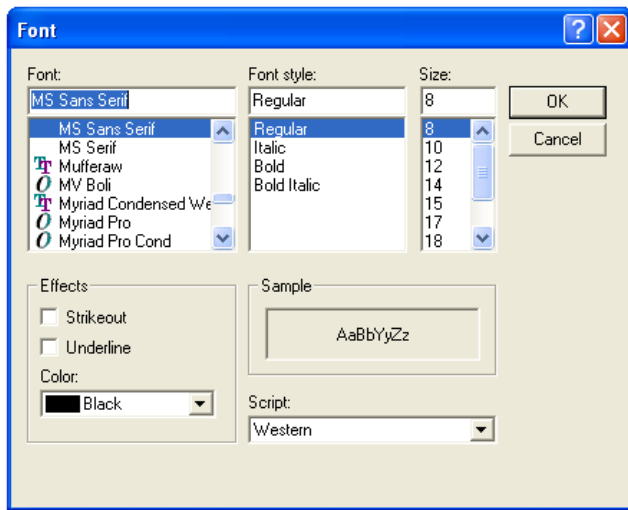 Font
Font:
MS Sans Serif
MS Sans Serif
MS Serif
Mufferaw
MV Boli
Myriad Condensed We
Myriad Pro
Myriad Pro Cond
Font style:
Regular
Regular
Italic
Bold
Bold Italic
Size:
8
8
10
12
14
15
17
18
OK
Cancel
Effects
Strikeout
Underline
Color:
Black
Sample
AaBbYyZz
Script:
Western